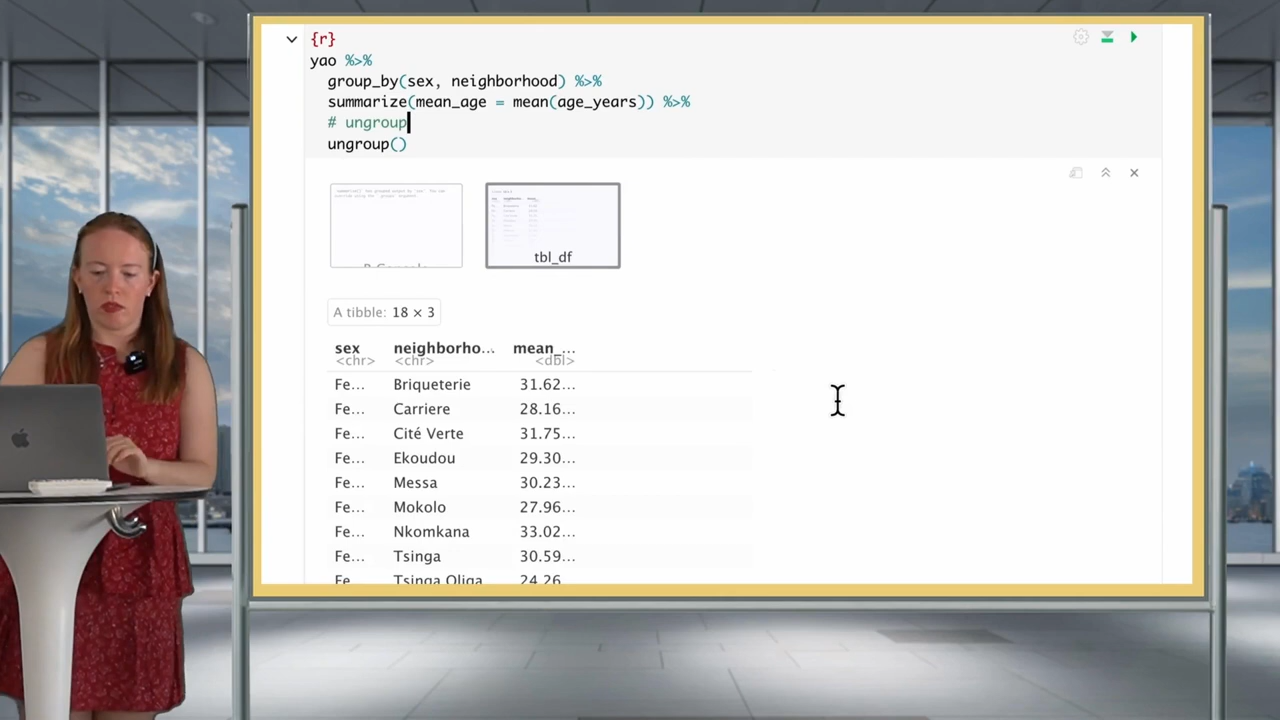 {r}
yao %>%
group_by(sex, neighborhood) %>%
summarize(mean_age = mean(age_years)) %>%
# ungroup
ungroup()
tbl_df
A tibble: 18 × 3
sex neighborho… mean_…
<chr> <chr> <dbl>
Fe… Briqueterie 31.62…
Fe… Carriere 28.16…
Fe… Cité Verte 31.75…
Fe… Ekoudou 29.30…
Fe… Messa 30.23…
Fe… Mokolo 27.96…
Fe… Nkomkana 33.02…
Fe… Tsinga 30.59…
Fe Tsinga Oliga 24.26